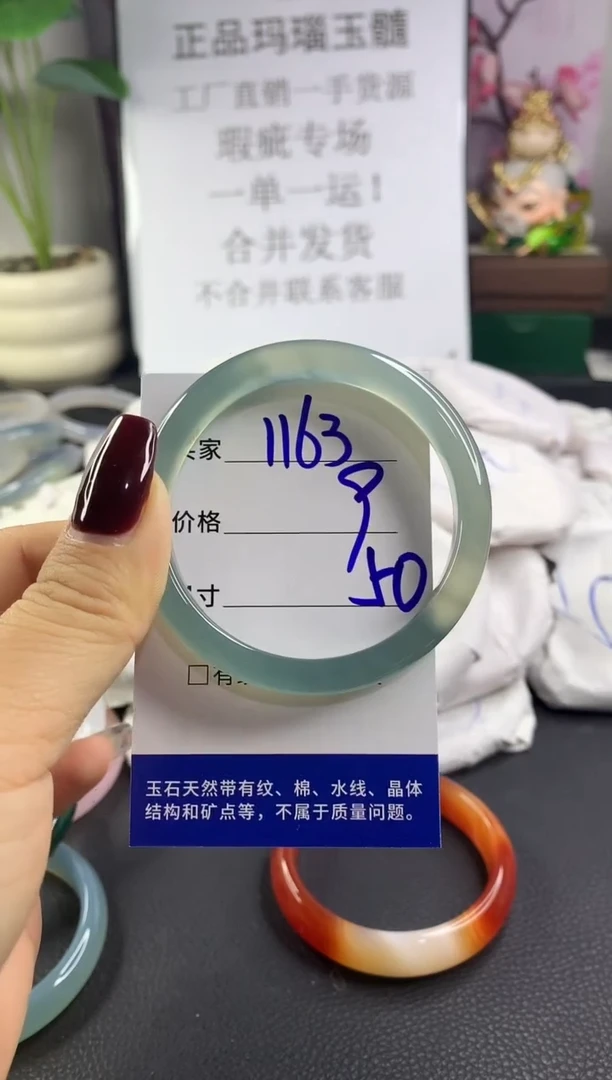 正品玛瑙玉髓
工厂直销一手货源
瑕疵专场
一单一运!
合并发货
不合并联系客服
家 1163
价格 9
寸 50
□有
玉石天然带有纹、棉、水线、晶体
结构和矿点等，不属于质量问题。